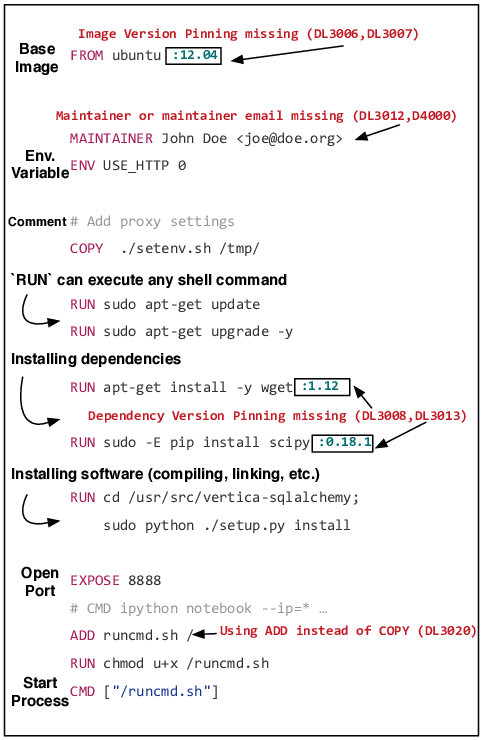 Image Version Pinning missing (DL3006,DL3007)
Base Image
FROM ubuntu :12.04
Maintainer or maintainer email missing (DL3012,D4000)
MAINTAINER John Doe <joe@doe.org>
Env. Variable
ENV USE_HTTP 0
Comment # Add proxy settings
COPY ./setenv.sh /tmp/
`RUN` can execute any shell command
RUN sudo apt-get update
RUN sudo apt-get upgrade -y
Installing dependencies
RUN apt-get install -y wget :1.12
Dependency Version Pinning missing (DL3008,DL3013)
RUN sudo -E pip install scipy :0.18.1
Installing software (compiling, linking, etc.)
RUN cd /usr/src/vertica-sqlalchemy;
sudo python ./setup.py install
Open Port
EXPOSE 8888
# CMD ipython notebook --ip=* …
ADD runcmd.sh / Using ADD instead of COPY (DL3020)
RUN chmod u+x /runcmd.sh
Start Process
CMD ["/runcmd.sh"]